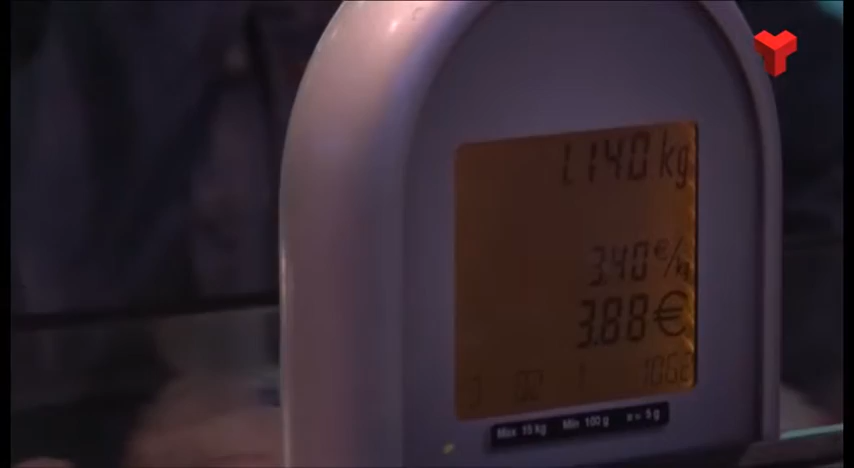 1.140 kg
3.40 €/kg
3.88 €
Max 15 kg Min 100 g e= 5 g